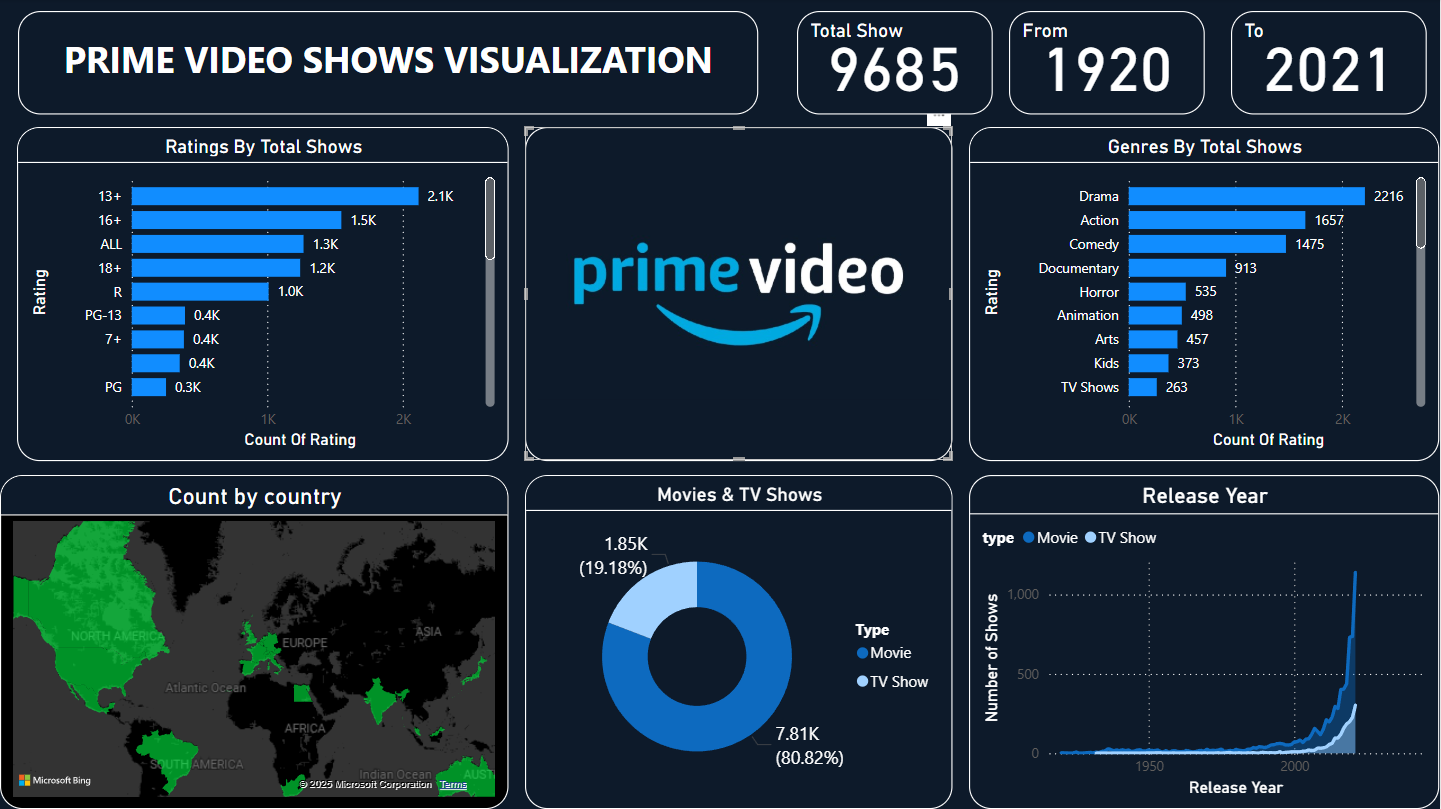 PRIME VIDEO SHOWS VISUALIZATION
Total Show
9685
From
1920
To
2021
Ratings By Total Shows
Rating
13+ 2.1K
16+ 1.5K
ALL 1.3K
18+ 1.2K
R 1.0K
PG-13 0.4K
7+ 0.4K
0.4K
PG 0.3K
0K 1K 2K
Count Of Rating
prime video
Genres By Total Shows
Rating
Drama 2216
Action 1657
Comedy 1475
Documentary 913
Horror 535
Animation 498
Arts 457
Kids 373
TV Shows 263
0K 1K 2K
Count Of Rating
Count by country
NORTH AMERICA
EUROPE
ASIA
Atlantic Ocean
AFRICA
SOUTH AMERICA
Indian Ocean
AUST
Microsoft Bing
© 2025 Microsoft Corporation Terms
Movies & TV Shows
1.85K
(19.18%)
7.81K
(80.82%)
Type
Movie
TV Show
Release Year
type Movie TV Show
Number of Shows
1,000
500
0
1950 2000
Release Year